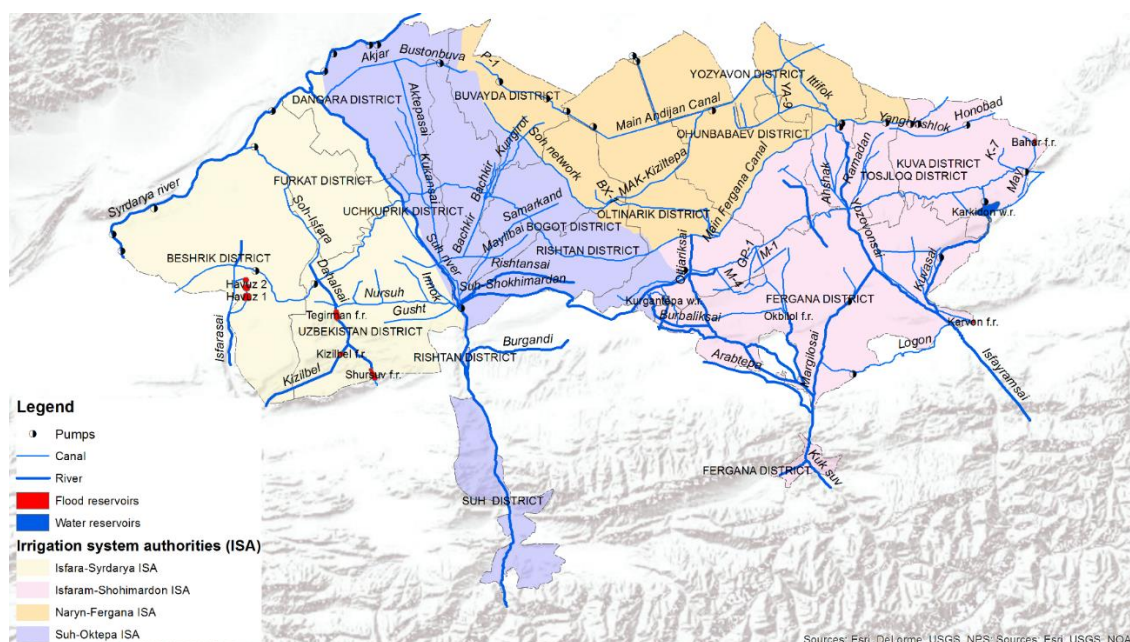 Akjar
Bustonbuva
P-1
DANGARA DISTRICT
Aktepasai
BUVAYDA DISTRICT
Kungirot
Soh network
Main Andijian Canal
YOZYAVON DISTRICT
YA-9
Ittifok
OHUNBABAEV DISTRICT
Yangi
Honobad
Bahar f.r.
K-7
KUVA DISTRICT
TOSJLOQ DISTRICT
May
Ramadan
Ahshak
Syrdarya river
FURKAT DISTRICT
Kukansai
Bachkir
BX-1
MAK-Kiziltepa
Main Fergana Canal
UCHKUPRIK DISTRICT
Samarkand
OLTINARIK DISTRICT
Karkidon w.r.
Soh-Isfara
Bachkir
Maylibai
BOGOT DISTRICT
RISHTAN DISTRICT
Yozovonsai
Suh river
Oltiariksai
GP-1
M-1
Kuvasai
BESHRIK DISTRICT
Dahalsai
Rishtansai
M-4
Havuz 2
Havuz 1
Nursuh
Imrok
Suh-Shokhimardan
FERGANA DISTRICT
Gusht
Kurgantepa w.r.
Tegirman f.r.
Burbaliksai
Okbilol f.r.
Karvon f.r.
Isfarasai
UZBEKISTAN DISTRICT
Burgandi
Logon
Kizilbel f.r.
RISHTAN DISTRICT
Arabtepa
Margilosai
Isfayramsai
Kizilbel
Shursuv f.r.
Legend
Pumps
Canal
River
Flood reservoirs
Water reservoirs
Irrigation system authorities (ISA)
Isfara-Syrdarya ISA
Isfaram-Shohimardon ISA
Naryn-Fergana ISA
Suh-Oktepa ISA
FERGANA DISTRICT
Kuk suv
SUH DISTRICT
Sources: Esri, DeLorme, USGS, NPS; Sources: Esri, USGS, NOA